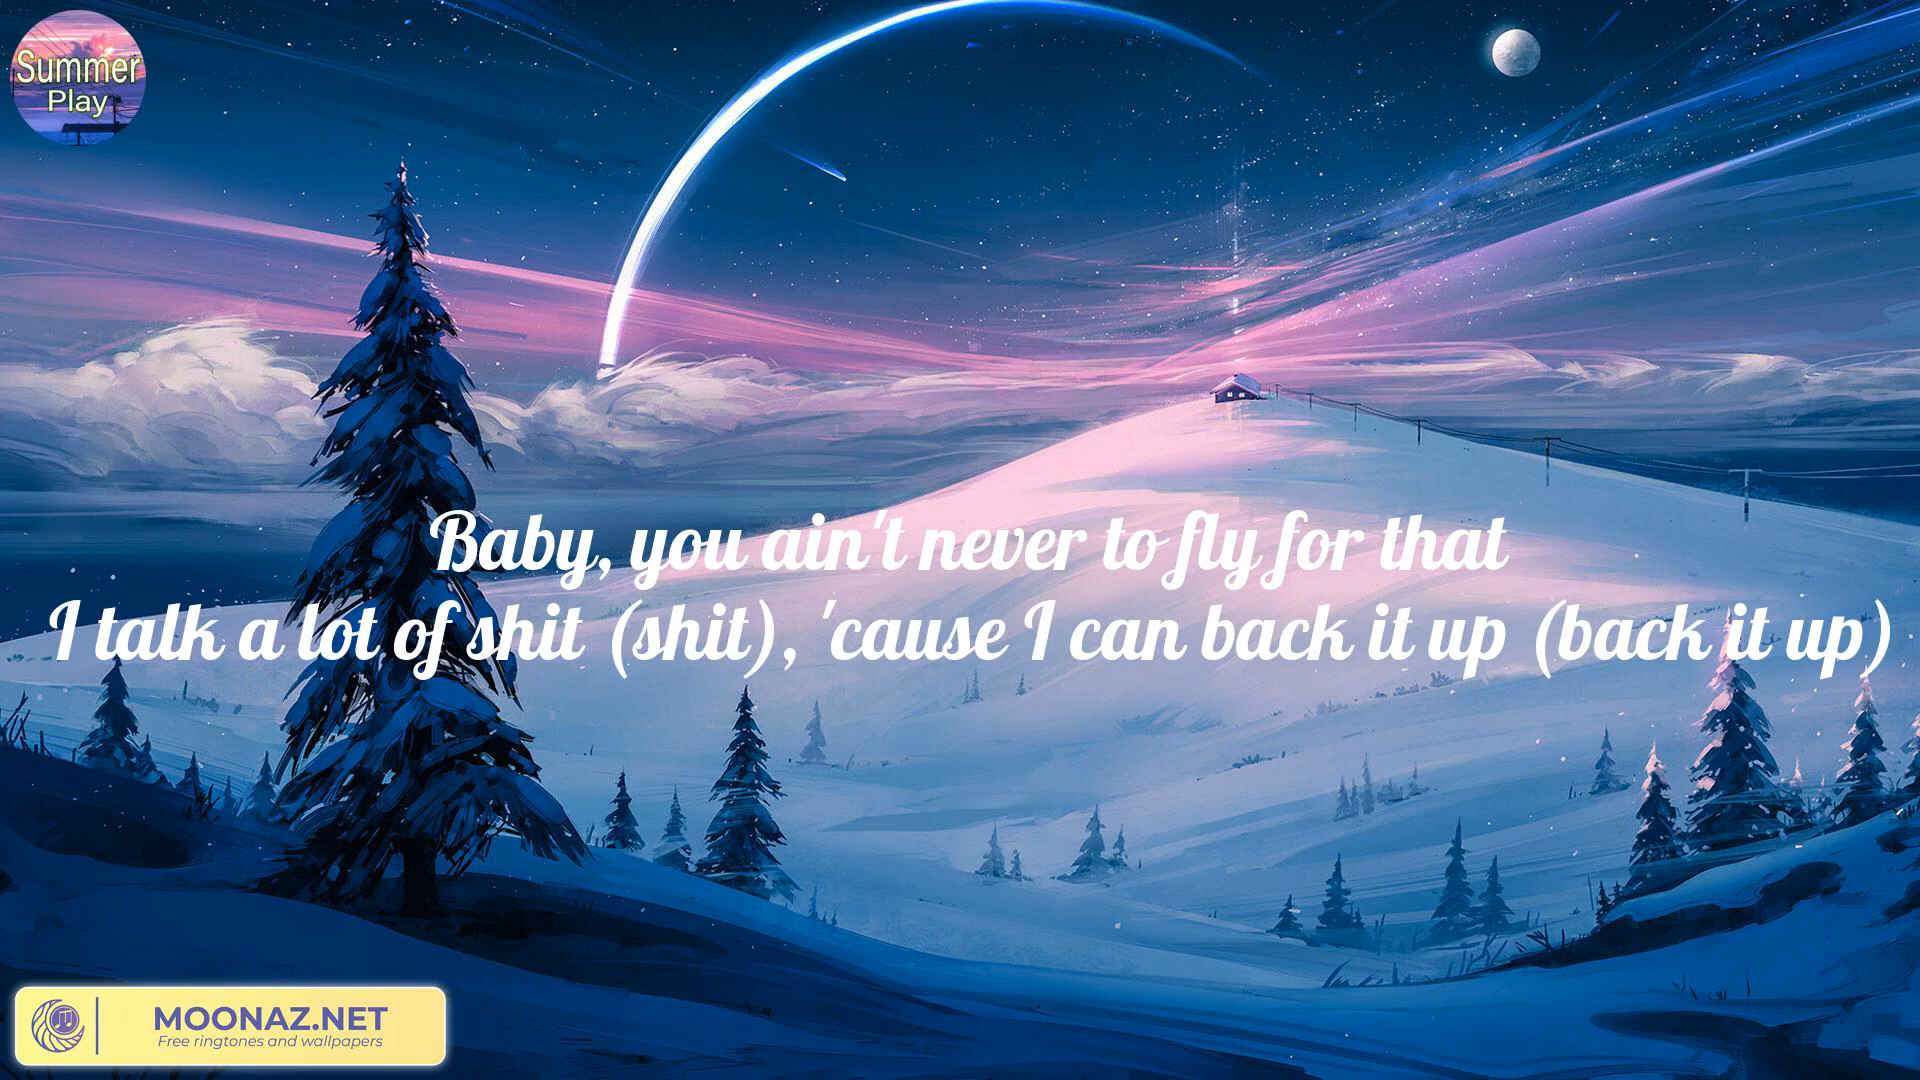 Summer
Play
Baby, you ain't never to fly for that
I talk a lot of shit (shit), 'cause I can back it up (back it up)
MOONAZ.NET
Free ringtones and wallpapers